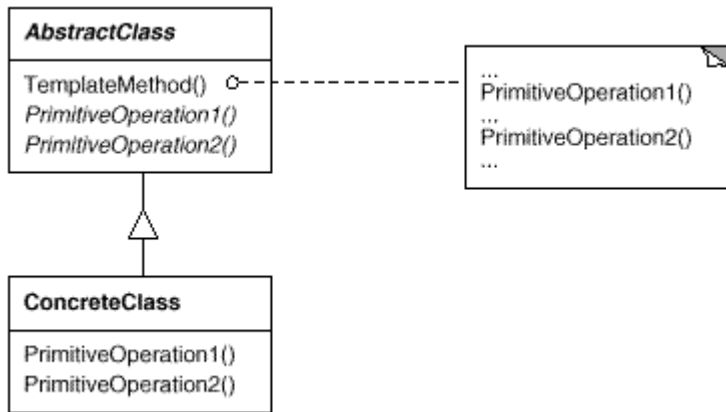 AbstractClass
TemplateMethod()
PrimitiveOperation1()
PrimitiveOperation2()
...
PrimitiveOperation1()
...
PrimitiveOperation2()
...
ConcreteClass
PrimitiveOperation1()
PrimitiveOperation2()